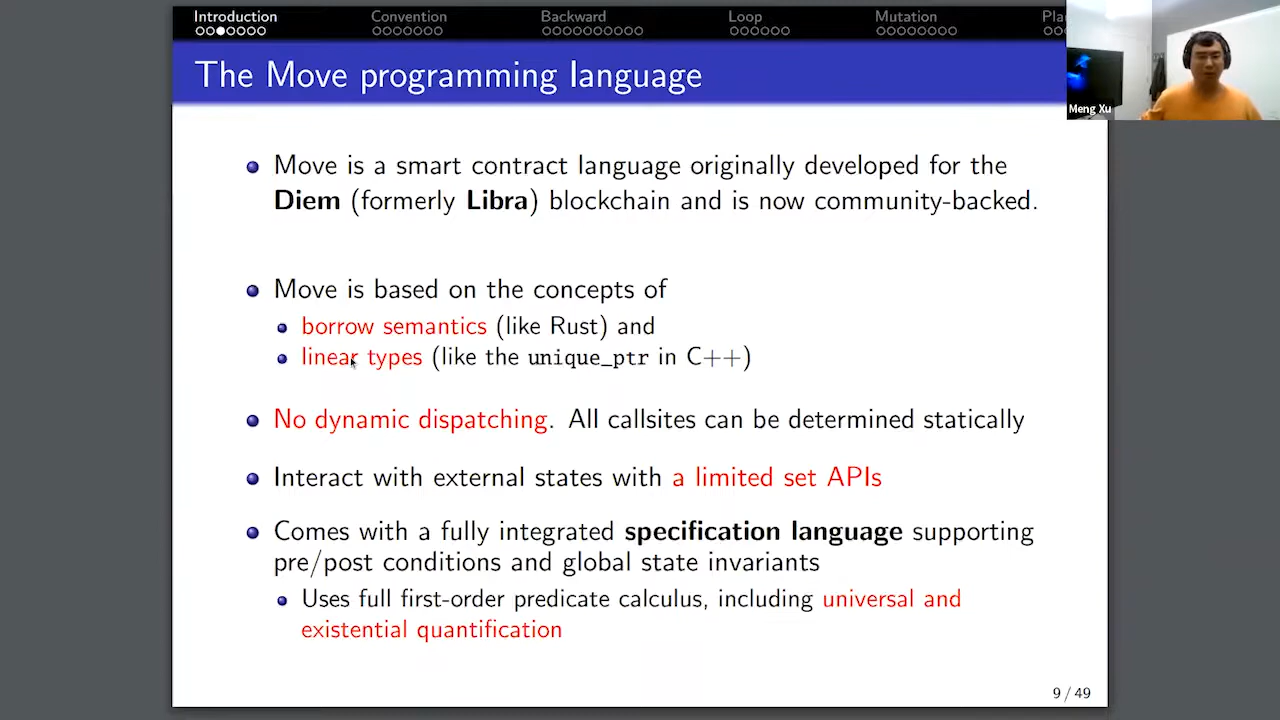 Introduction Convention Backward Loop Mutation Pla
The Move programming language
Meng Xu
Move is a smart contract language originally developed for the
Diem (formerly Libra) blockchain and is now community-backed.
Move is based on the concepts of
borrow semantics (like Rust) and
linear types (like the unique_ptr in C++)
No dynamic dispatching. All callsites can be determined statically
Interact with external states with a limited set APIs
Comes with a fully integrated specification language supporting
pre/post conditions and global state invariants
Uses full first-order predicate calculus, including universal and
existential quantification
9 / 49